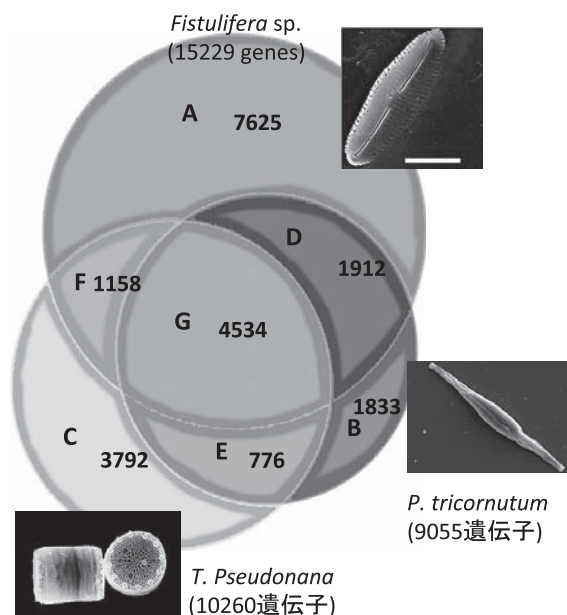 Fistulifera sp.
(15229 genes)
A 7625
D
1912
F 1158
G 4534
1833
B
C 3792
E 776
P. tricornutum
(9055遺伝子)
T. Pseudonana
(10260遺伝子)